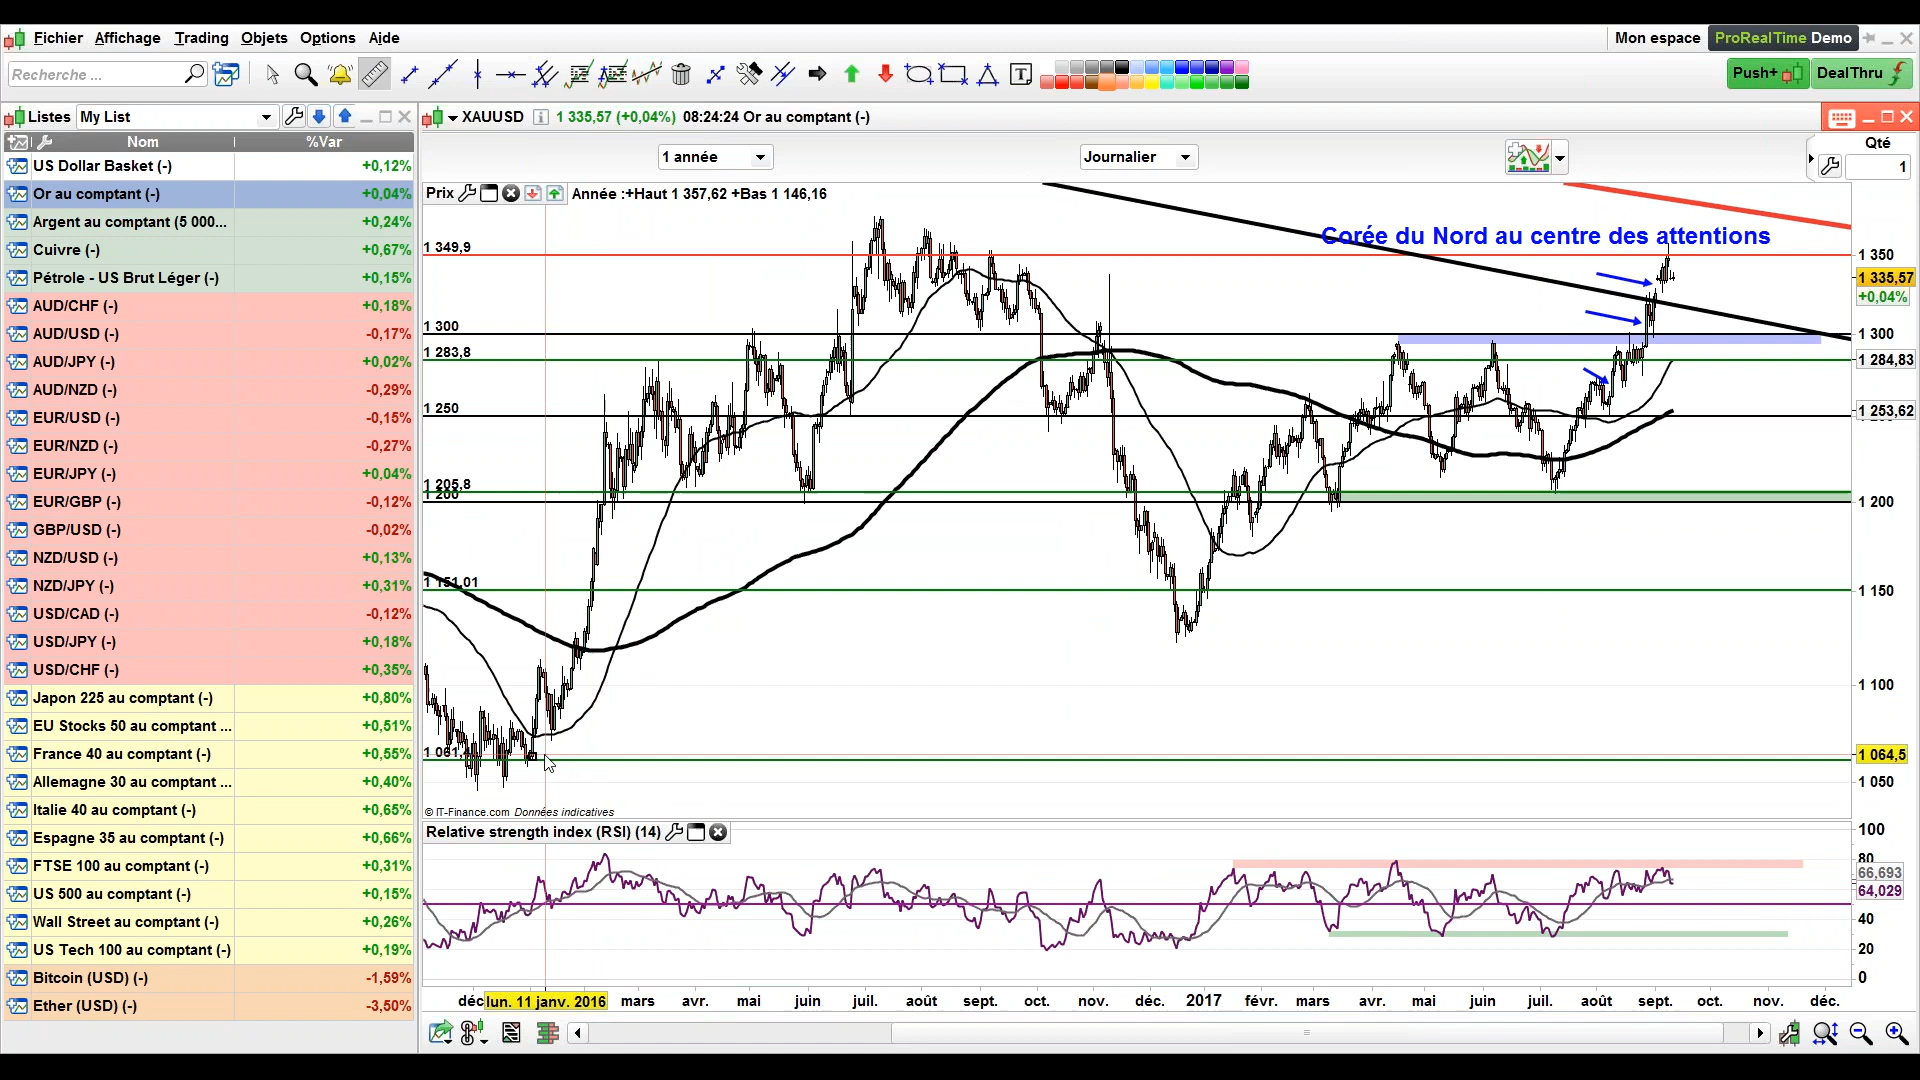 Fichier Affichage Trading Objets Options Aide
Mon espace ProRealTime Demo
Recherche ...
Push+ DealThru
Listes My List
XAUUSD 1 335,57 (+0,04%) 08:24:24 Or au comptant (-)
Nom %Var
US Dollar Basket (-) +0,12%
Or au comptant (-) +0,04%
Argent au comptant (5 000... +0,24%
Cuivre (-) +0,67%
Pétrole - US Brut Léger (-) +0,15%
AUD/CHF (-) +0,18%
AUD/USD (-) -0,17%
AUD/JPY (-) +0,02%
AUD/NZD (-) -0,29%
EUR/USD (-) -0,15%
EUR/NZD (-) -0,27%
EUR/JPY (-) +0,04%
EUR/GBP (-) -0,12%
GBP/USD (-) -0,02%
NZD/USD (-) +0,13%
NZD/JPY (-) +0,31%
USD/CAD (-) -0,12%
USD/JPY (-) +0,18%
USD/CHF (-) +0,35%
Japon 225 au comptant (-) +0,80%
EU Stocks 50 au comptant ... +0,51%
France 40 au comptant (-) +0,55%
Allemagne 30 au comptant ... +0,40%
Italie 40 au comptant (-) +0,65%
Espagne 35 au comptant (-) +0,66%
FTSE 100 au comptant (-) +0,31%
US 500 au comptant (-) +0,15%
Wall Street au comptant (-) +0,26%
US Tech 100 au comptant (-) +0,19%
Bitcoin (USD) (-) -1,59%
Ether (USD) (-) -3,50%
1 année
Journalier
Qté
1
Prix Année :+Haut 1 357,62 +Bas 1 146,16
Corée du Nord au centre des attentions
1 349,9
1 300
1 283,8
1 250
1 205,8
1 200
1 151,01
1 350
1 335,57
+0,04%
1 300
1 284,83
1 253,62
1 200
1 150
1 100
1 064,5
1 050
© IT-Finance.com Données indicatives
Relative strength index (RSI) (14)
100
80
66,693
64,029
40
20
0
déc lun. 11 janv. 2016 mars avr. mai juin juil. août sept. oct. nov. déc. 2017 févr. mars avr. mai juin juil. août sept. oct. nov. déc.